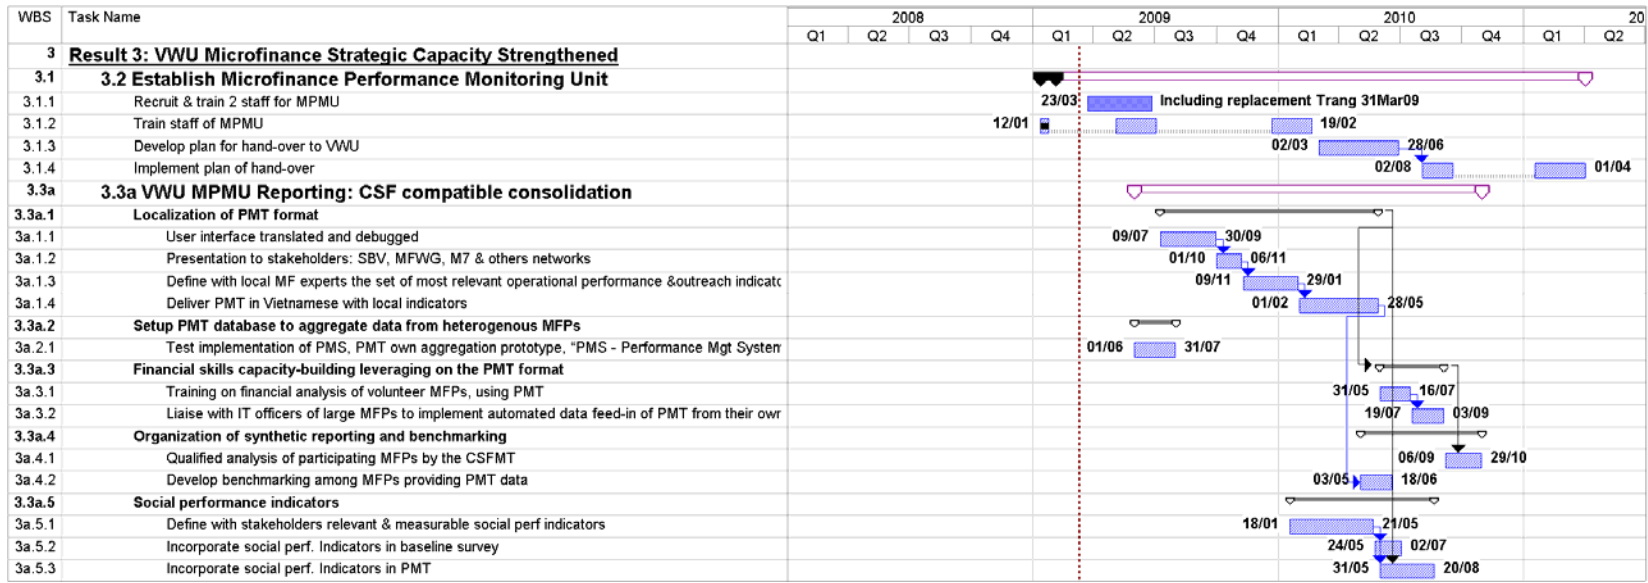 WBS Task Name 2008 2009 2010 20
Q1 Q2 Q3 Q4 Q1 Q2 Q3 Q4 Q1 Q2 Q3 Q4 Q1 Q2
3 Result 3: VWU Microfinance Strategic Capacity Strengthened
3.1 3.2 Establish Microfinance Performance Monitoring Unit
3.1.1 Recruit & train 2 staff for MPMU 23/03 Including replacement Trang 31Mar09
3.1.2 Train staff of MPMU 12/01 19/02
3.1.3 Develop plan for hand-over to VWU 02/03 28/06
3.1.4 Implement plan of hand-over 02/08 01/04
3.3a 3.3a VWU MPMU Reporting: CSF compatible consolidation
3.3a.1 Localization of PMT format
3a.1.1 User interface translated and debugged 09/07 30/09
3a.1.2 Presentation to stakeholders: SBV, MFWG, M7 & others networks 01/10 06/11
3a.1.3 Define with local MF experts the set of most relevant operational performance &outreach indicatc 09/11 29/01
3a.1.4 Deliver PMT in Vietnamese with local indicators 01/02 28/05
3.3a.2 Setup PMT database to aggregate data from heterogenous MFPs
3a.2.1 Test implementation of PMS, PMT own aggregation prototype, "PMS - Performance Mgt System 01/06 31/07
3.3a.3 Financial skills capacity-building leveraging on the PMT format
3a.3.1 Training on financial analysis of volunteer MFPs, using PMT 31/05 16/07
3a.3.2 Liaise with IT officers of large MFPs to implement automated data feed-in of PMT from their owr 19/07 03/09
3.3a.4 Organization of synthetic reporting and benchmarking
3a.4.1 Qualified analysis of participating MFPs by the CSFMT 06/09 29/10
3a.4.2 Develop benchmarking among MFPs providing PMT data 03/05 18/06
3.3a.5 Social performance indicators
3a.5.1 Define with stakeholders relevant & measurable social perf indicators 18/01 21/05
3a.5.2 Incorporate social perf. Indicators in baseline survey 24/05 02/07
3a.5.3 Incorporate social perf. Indicators in PMT 31/05 20/08